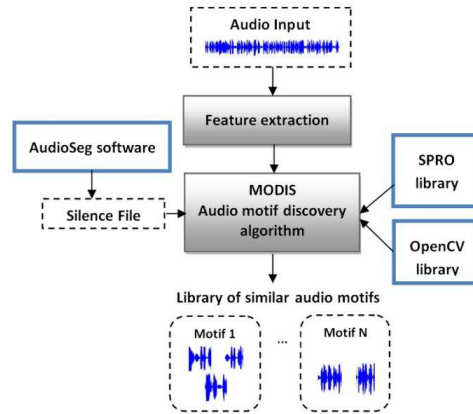 Audio Input
Feature extraction
AudioSeg software
Silence File
MODIS
Audio motif discovery
algorithm
SPRO
library
OpenCV
library
Library of similar audio motifs
Motif 1
...
Motif N